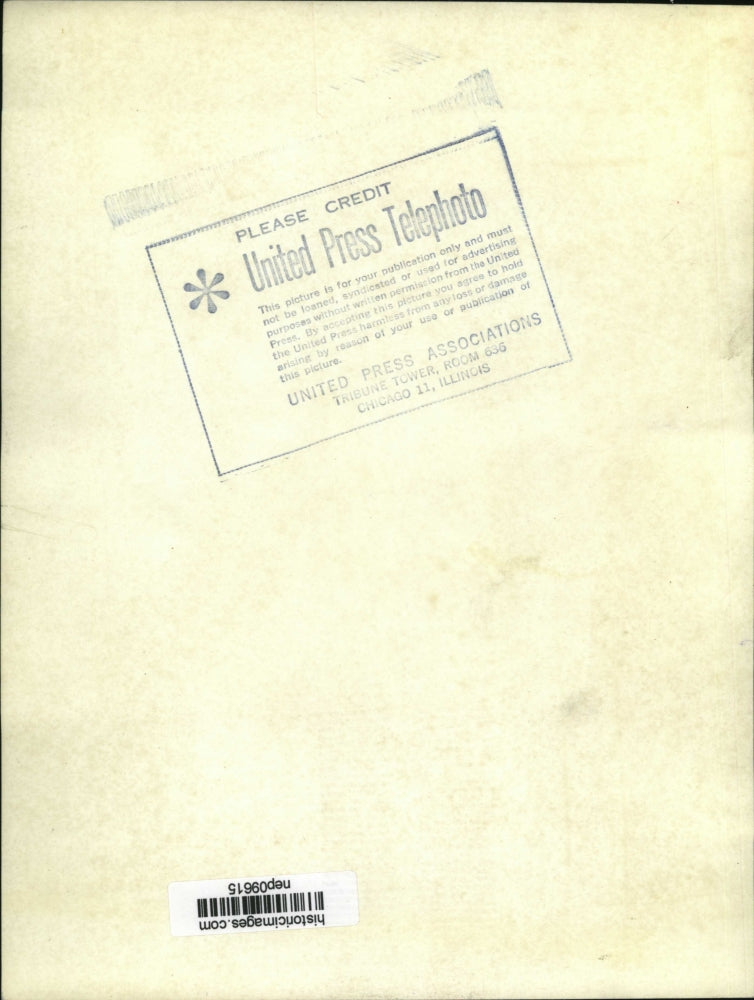 PLEASE CREDIT
United Press Telephoto
This picture is for your publication only and must
not be loaned, syndicated or used for advertising
purposes without written permission from the United
Press. By accepting this picture you agree to hold
the United Press harmless from any loss or damage
arising by reason of your use or publication of
this picture.
UNITED PRESS ASSOCIATIONS
TRIBUNE TOWER, ROOM 636
CHICAGO 11, ILLINOIS
historicimages.com
nep09615